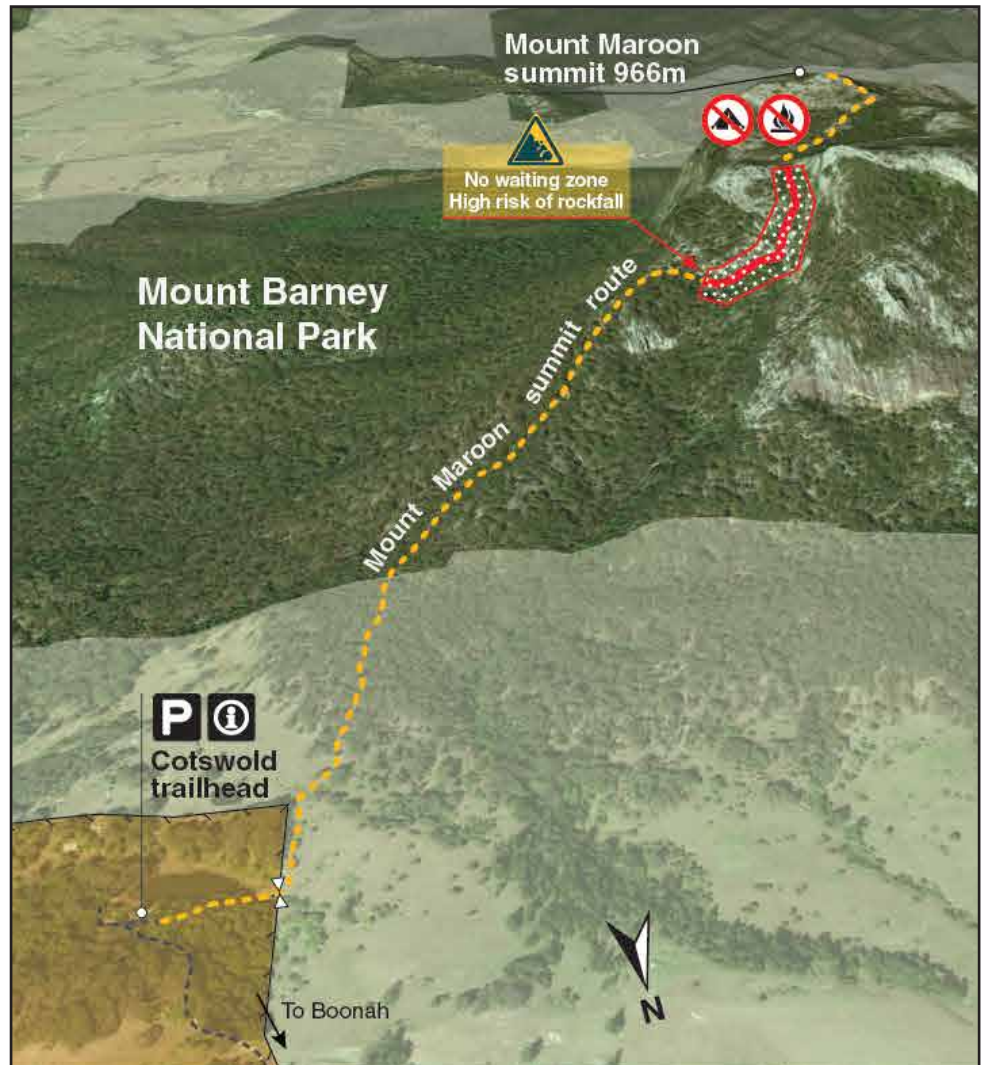 Mount Maroon
summit 966m
No waiting zone
High risk of rockfall
Mount Barney
National Park
Mount Maroon summit route
P
Cotswold
trailhead
To Boonah
N